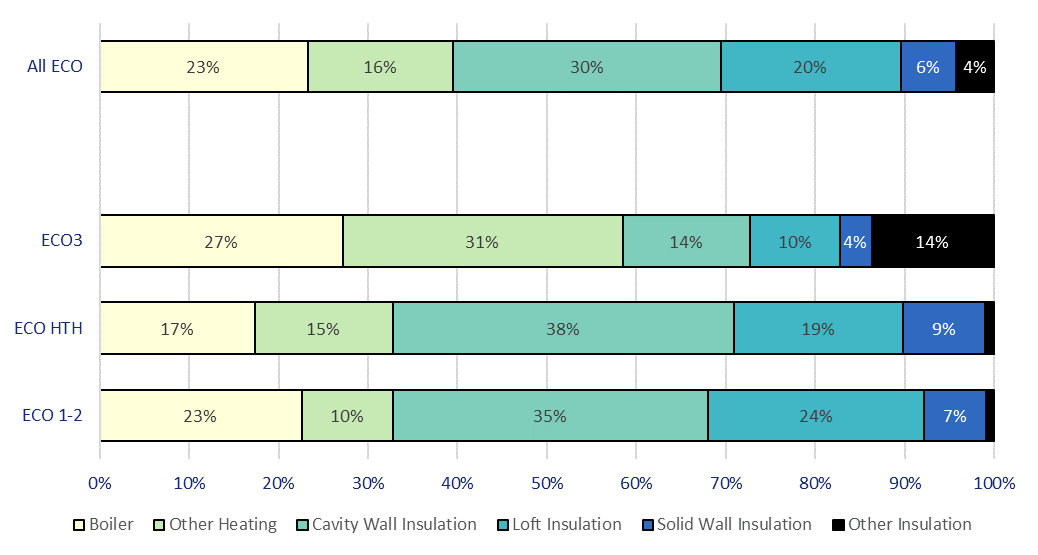 All ECO 23% 16% 30% 20% 6% 4%
ECO3 27% 31% 14% 10% 4% 14%
ECO HTH 17% 15% 38% 19% 9%
ECO 1-2 23% 10% 35% 24% 7%
0% 10% 20% 30% 40% 50% 60% 70% 80% 90% 100%
Boiler Other Heating Cavity Wall Insulation Loft Insulation Solid Wall Insulation Other Insulation